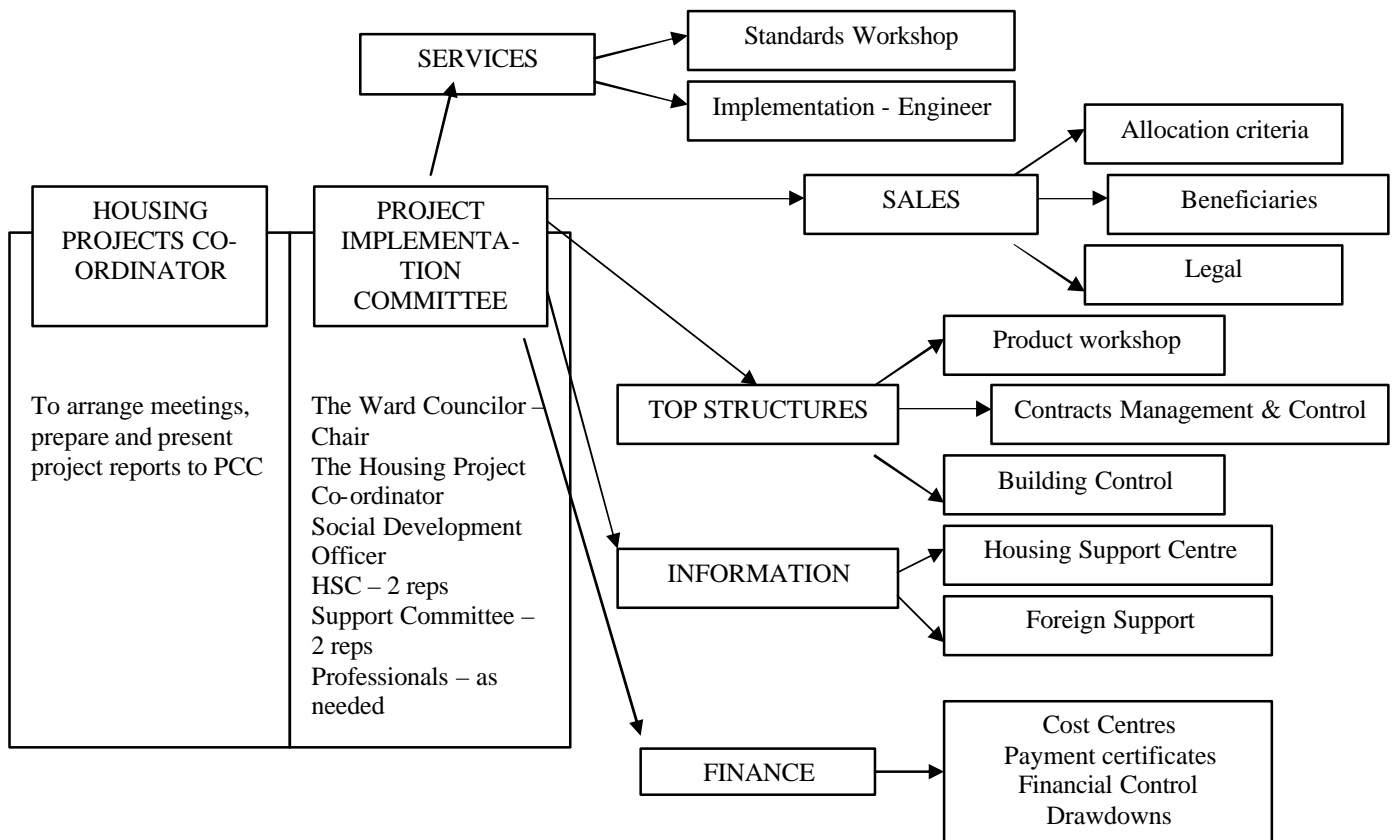 SERVICES
Standards Workshop
Implementation - Engineer
HOUSING
PROJECTS CO-
ORDINATOR
To arrange meetings,
prepare and present
project reports to PCC
PROJECT
IMPLEMENTA-
TION
COMMITTEE
The Ward Councilor –
Chair
The Housing Project
Co-ordinator
Social Development
Officer
HSC – 2 reps
Support Committee –
2 reps
Professionals – as
needed
SALES
Allocation criteria
Beneficiaries
Legal
TOP STRUCTURES
Product workshop
Contracts Management & Control
Building Control
INFORMATION
Housing Support Centre
Foreign Support
FINANCE
Cost Centres
Payment certificates
Financial Control
Drawdowns